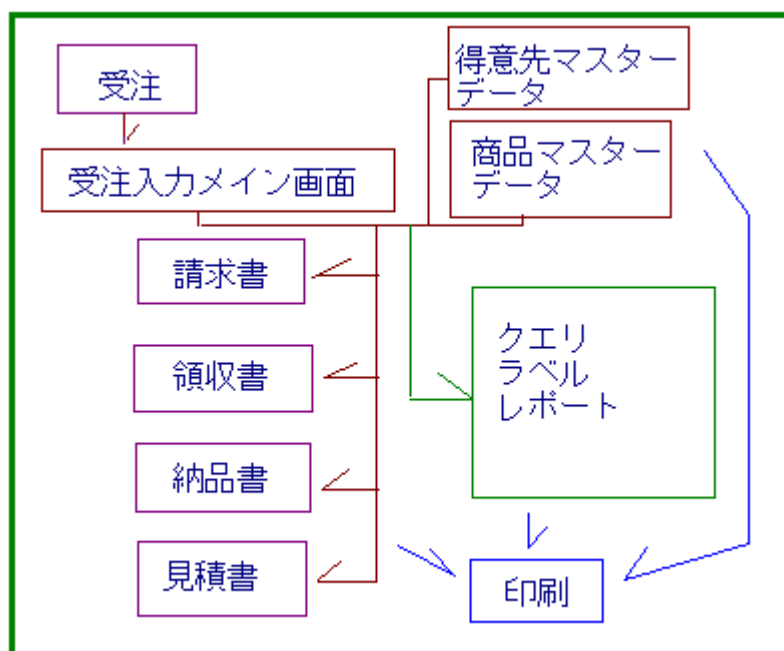 受注
得意先マスター
データ
受注入力メイン画面
商品マスター
データ
請求書
領収書
納品書
見積書
クエリ
ラベル
レポート
印刷